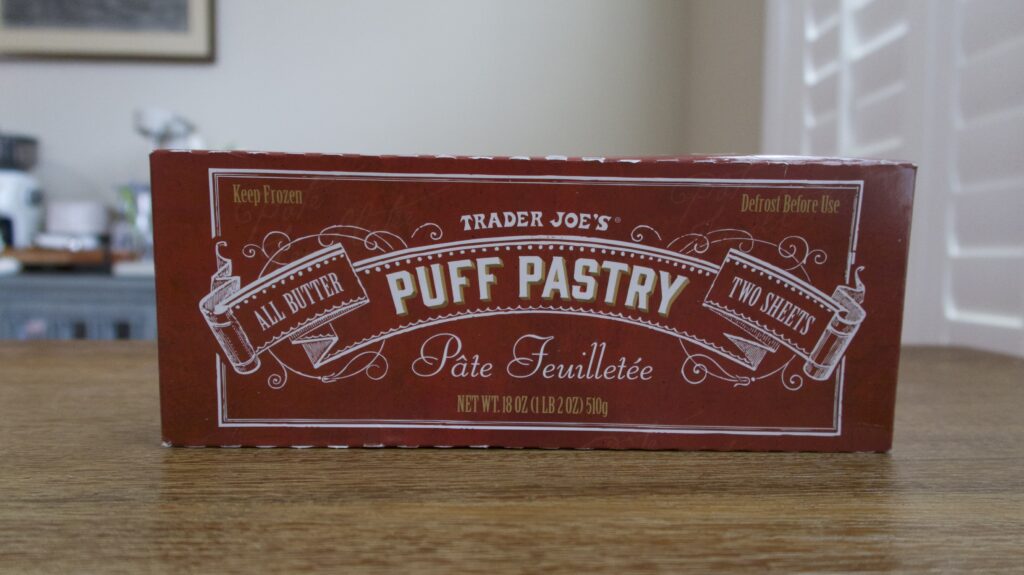 Keep Frozen
Defrost Before Use
TRADER JOE'S®
ALL BUTTER
PUFF PASTRY
TWO SHEETS
Pâte Feuilletée
NET WT. 18 OZ (1 LB 2 OZ) 510g